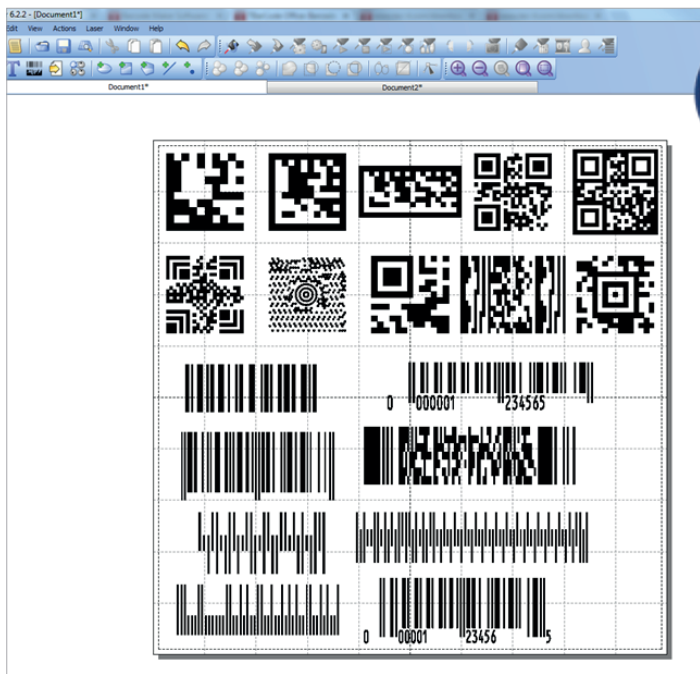 6.2.2 - [Document1*]
Edit View Actions Laser Window Help
Document1* Document2*
0 000001 234565
0 00001 23456 5